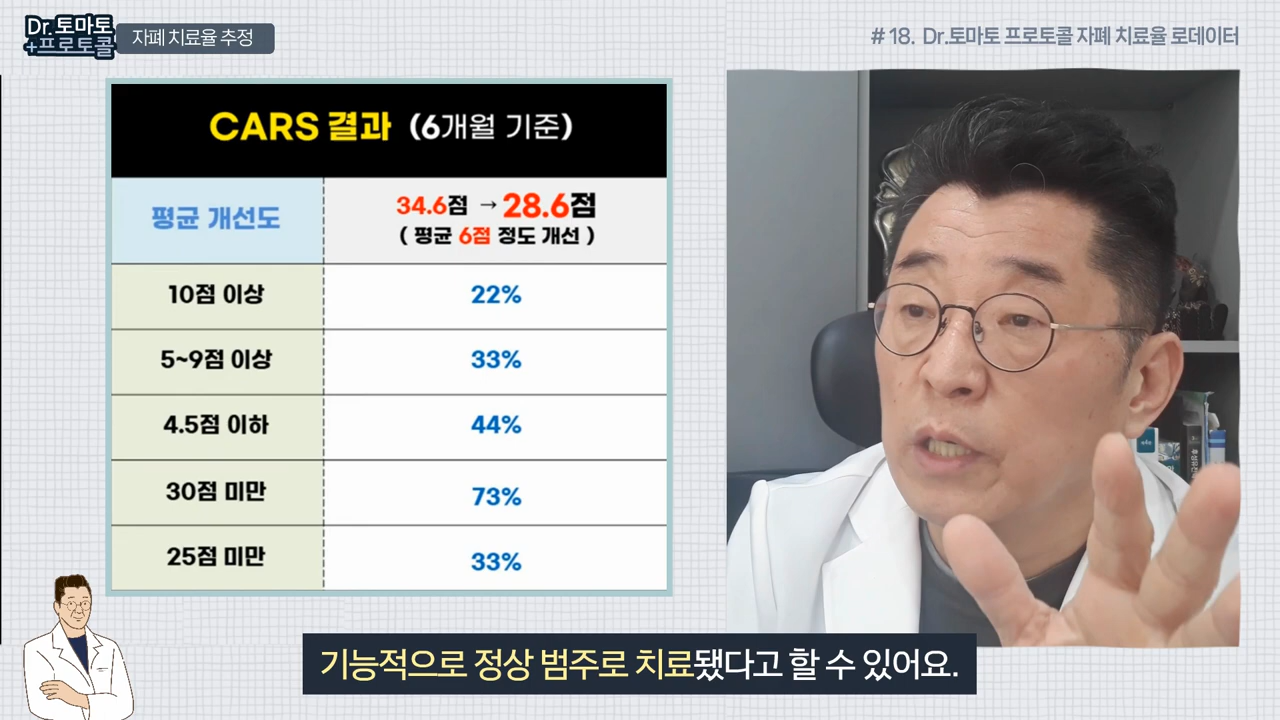 Dr.토마토
+프로토콜
자폐 치료율 추정
# 18. Dr.토마토 프로토콜 자폐 치료율 로데이터
CARS 결과 (6개월 기준)
평균 개선도
34.6점 → 28.6점
( 평균 6점 정도 개선 )
10점 이상 22%
5~9점 이상 33%
4.5점 이하 44%
30점 미만 73%
25점 미만 33%
기능적으로 정상 범주로 치료됐다고 할 수 있어요.